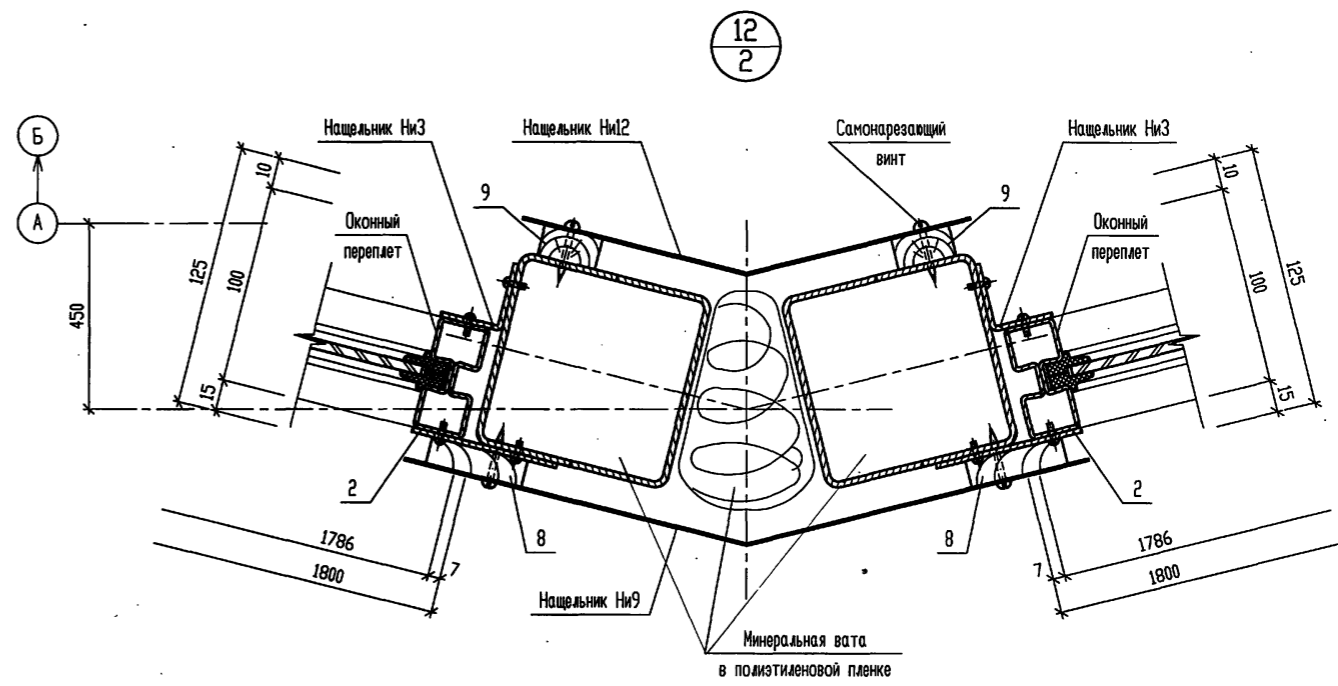 12
2
Б
А
Нащельник Ни3
Нащельник Ни12
Самонарезающий
винт
Нащельник Ни3
9
9
Оконный
переплет
Оконный
переплет
10
100
125
15
450
10
100
125
15
2
8
8
2
1786
1800
7
7
1786
1800
Нащельник Ни9
Минеральная вата
в полиэтиленовой пленке